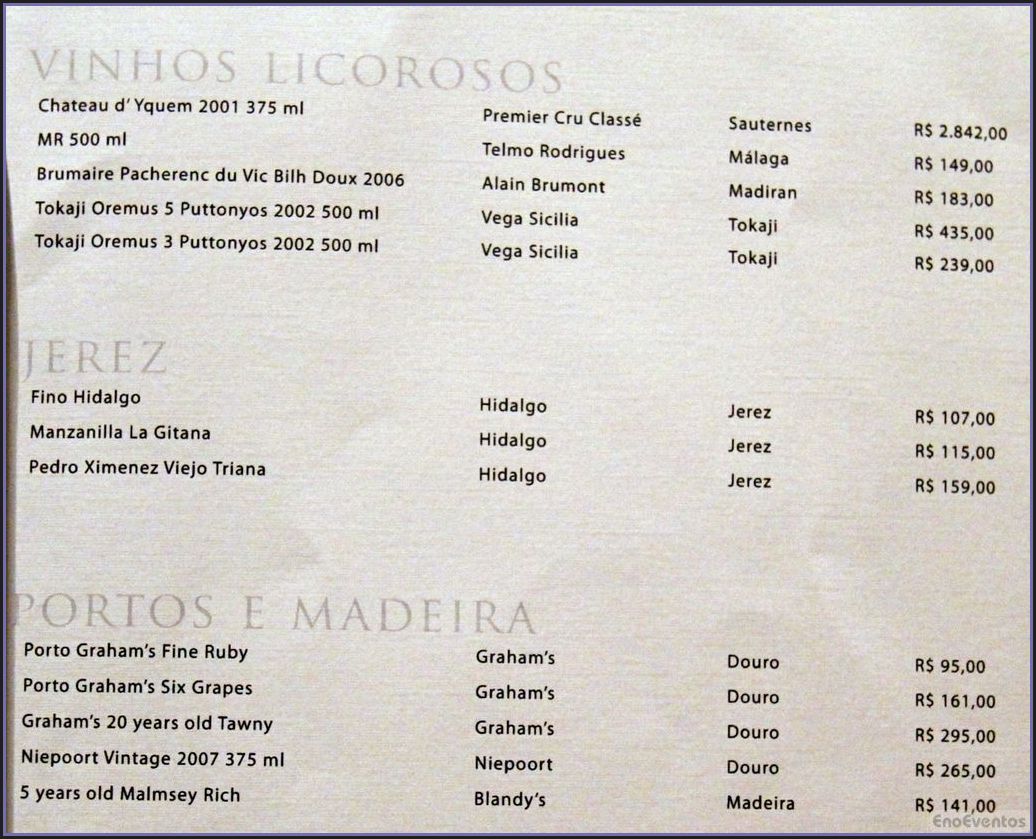 VINHOS LICOROSOS
Chateau d' Yquem 2001 375 ml Premier Cru Classé Sauternes R$ 2.842,00
MR 500 ml Telmo Rodrigues Málaga R$ 149,00
Brumaire Pacherenc du Vic Bilh Doux 2006 Alain Brumont Madiran R$ 183,00
Tokaji Oremus 5 Puttonyos 2002 500 ml Vega Sicilia Tokaji R$ 435,00
Tokaji Oremus 3 Puttonyos 2002 500 ml Vega Sicilia Tokaji R$ 239,00
JEREZ
Fino Hidalgo Hidalgo Jerez R$ 107,00
Manzanilla La Gitana Hidalgo Jerez R$ 115,00
Pedro Ximenez Viejo Triana Hidalgo Jerez R$ 159,00
PORTOS E MADEIRA
Porto Graham's Fine Ruby Graham's Douro R$ 95,00
Porto Graham's Six Grapes Graham's Douro R$ 161,00
Graham's 20 years old Tawny Graham's Douro R$ 295,00
Niepoort Vintage 2007 375 ml Niepoort Douro R$ 265,00
5 years old Malmsey Rich Blandy's Madeira R$ 141,00
EnoEventos